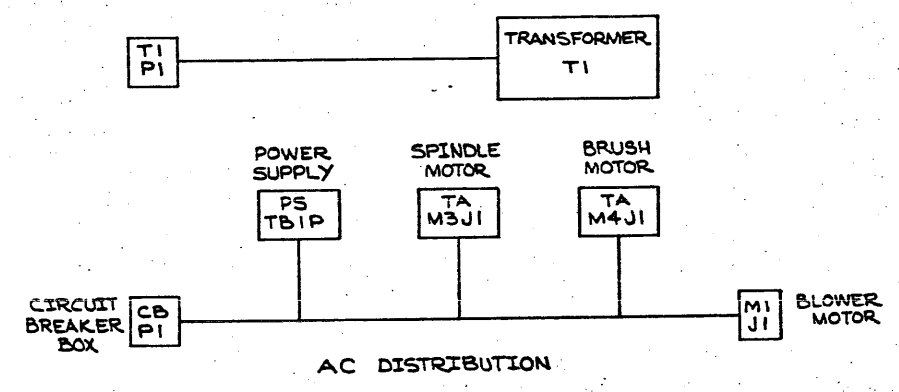 T1
P1
TRANSFORMER
T1
POWER
SUPPLY
PS
TB1P
SPINDLE
MOTOR
TA
M3J1
BRUSH
MOTOR
TA
M4J1
CIRCUIT
BREAKER
BOX
CB
P1
M1
J1
BLOWER
MOTOR
AC DISTRIBUTION